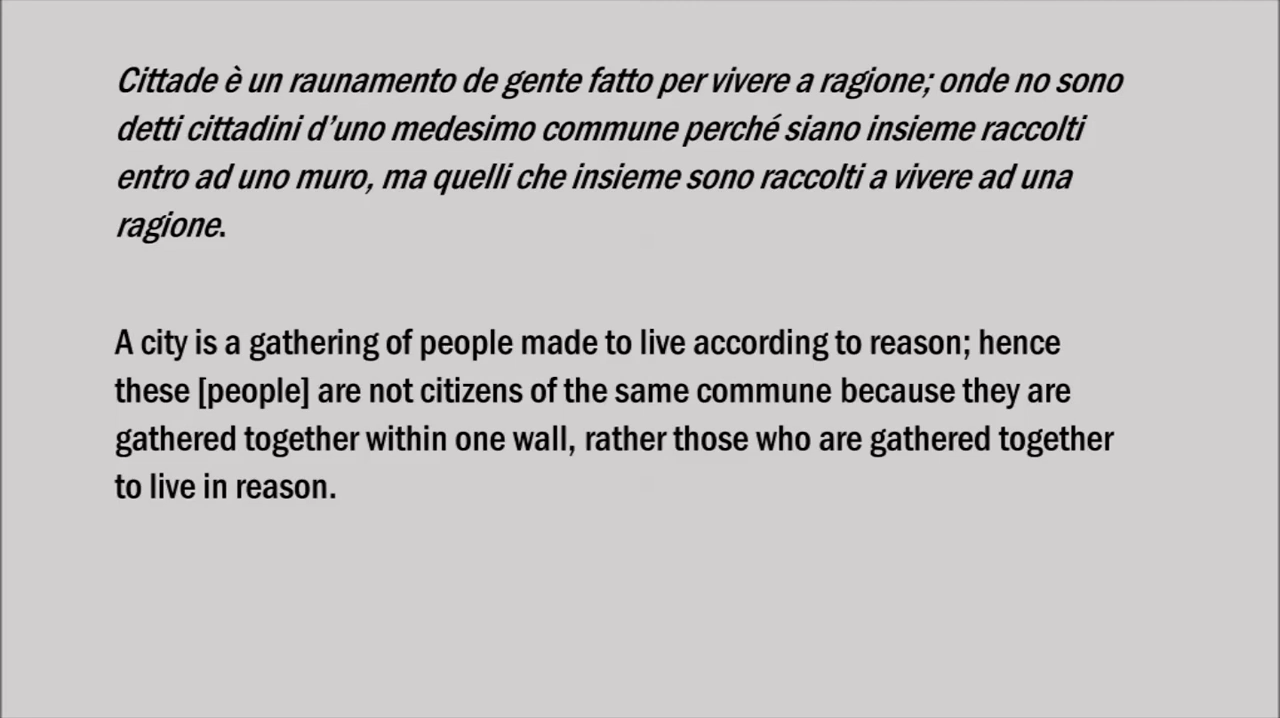 Cittade è un raunamento de gente fatto per vivere a ragione; onde no sono
detti cittadini d’uno medesimo commune perché siano insieme raccolti
entro ad uno muro, ma quelli che insieme sono raccolti a vivere ad una
ragione.
A city is a gathering of people made to live according to reason; hence
these [people] are not citizens of the same commune because they are
gathered together within one wall, rather those who are gathered together
to live in reason.